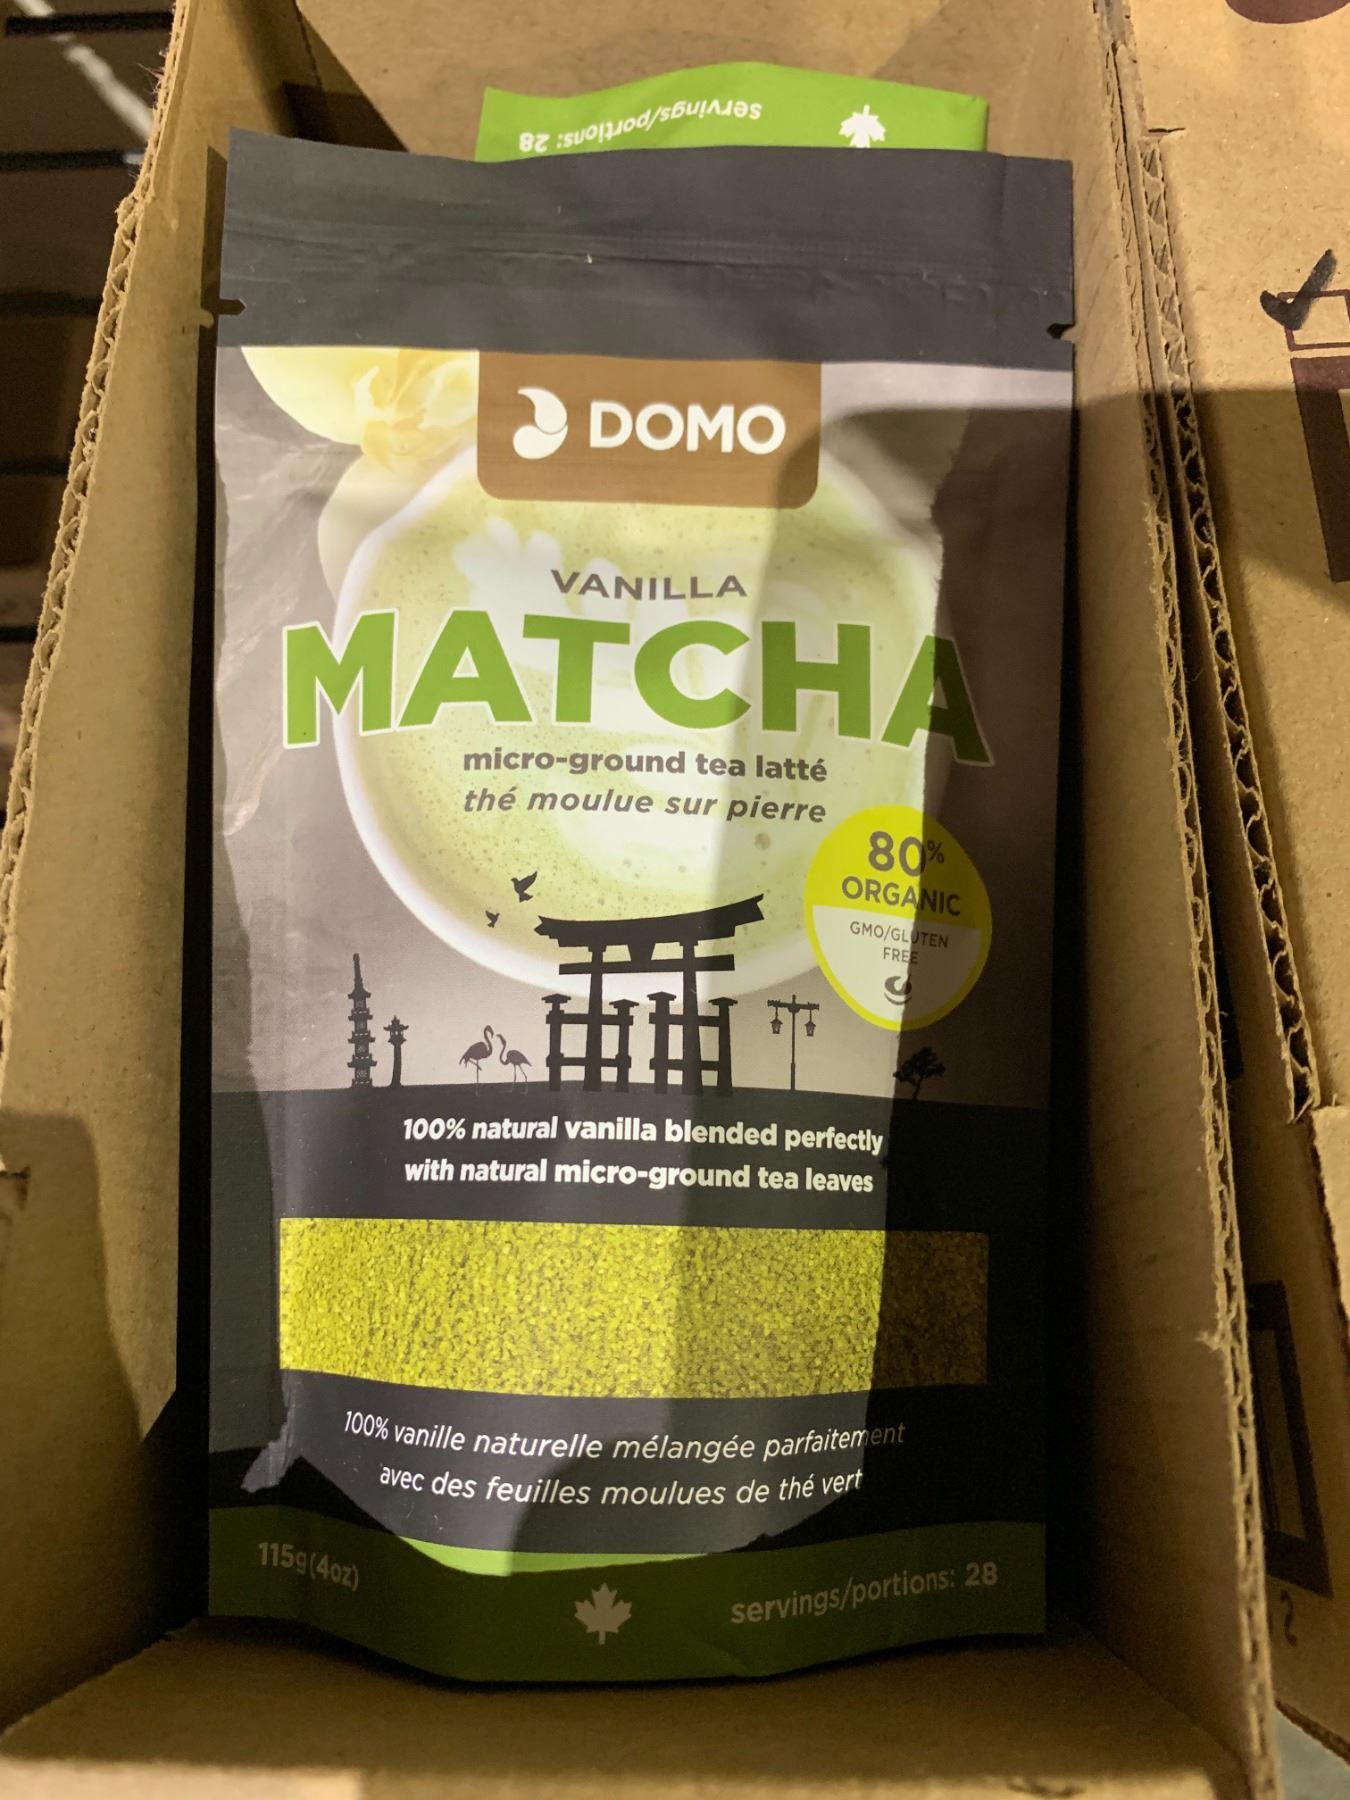 servings/portions: 28
DOMO
VANILLA
MATCHA
micro-ground tea latté
thé moulue sur pierre
80%
ORGANIC
GMO/GLUTEN
FREE
100% natural vanilla blended perfectly
with natural micro-ground tea leaves
100% vanille naturelle mélangée parfaitement
avec des feuilles moulues de thé vert
115g(4oz)
servings/portions: 28
2